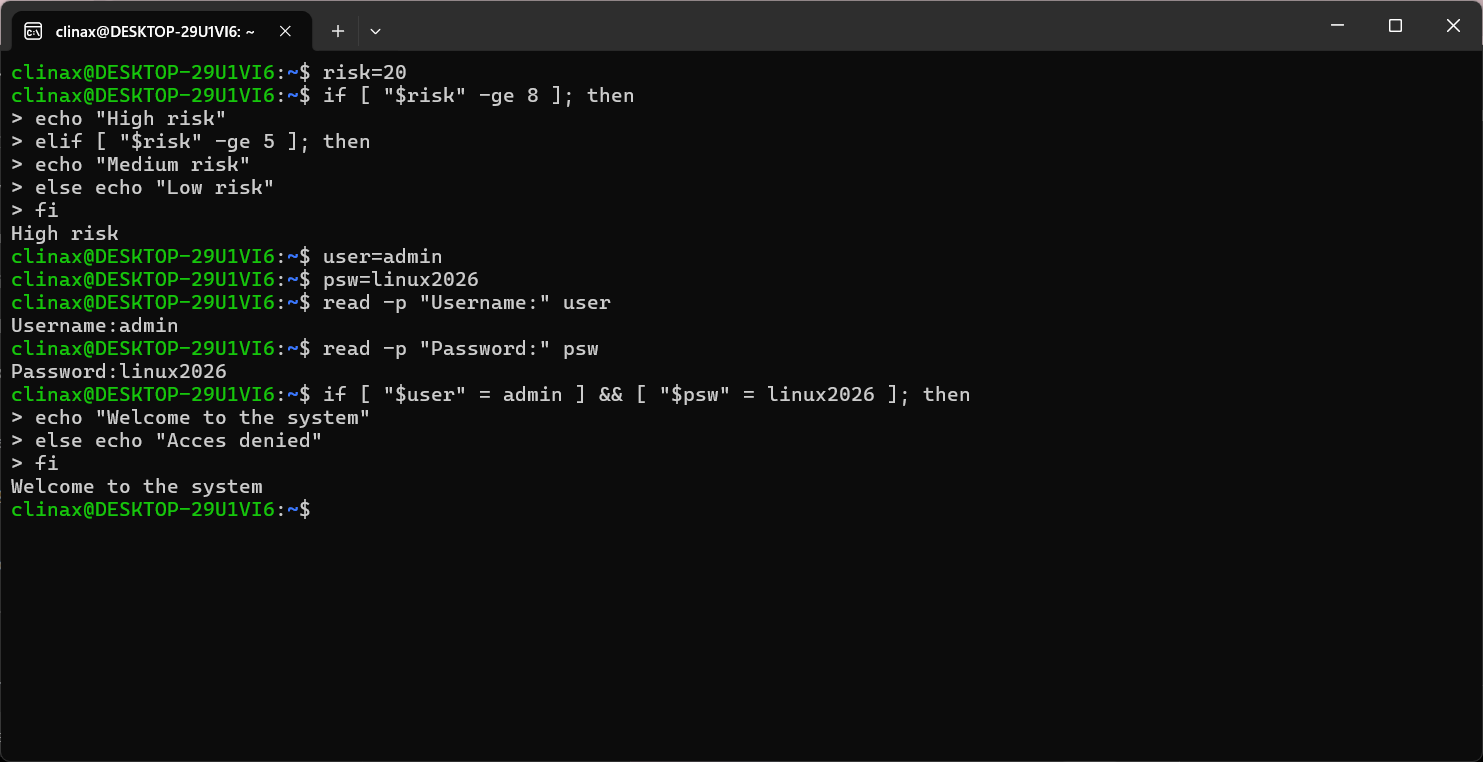 clinax@DESKTOP-29U1VI6: ~
clinax@DESKTOP-29U1VI6:~$ risk=20
clinax@DESKTOP-29U1VI6:~$ if [ "$risk" -ge 8 ]; then
> echo "High risk"
> elif [ "$risk" -ge 5 ]; then
> echo "Medium risk"
> else echo "Low risk"
> fi
High risk
clinax@DESKTOP-29U1VI6:~$ user=admin
clinax@DESKTOP-29U1VI6:~$ psw=linux2026
clinax@DESKTOP-29U1VI6:~$ read -p "Username:" user
Username:admin
clinax@DESKTOP-29U1VI6:~$ read -p "Password:" psw
Password:linux2026
clinax@DESKTOP-29U1VI6:~$ if [ "$user" = admin ] && [ "$psw" = linux2026 ]; then
> echo "Welcome to the system"
> else echo "Acces denied"
> fi
Welcome to the system
clinax@DESKTOP-29U1VI6:~$